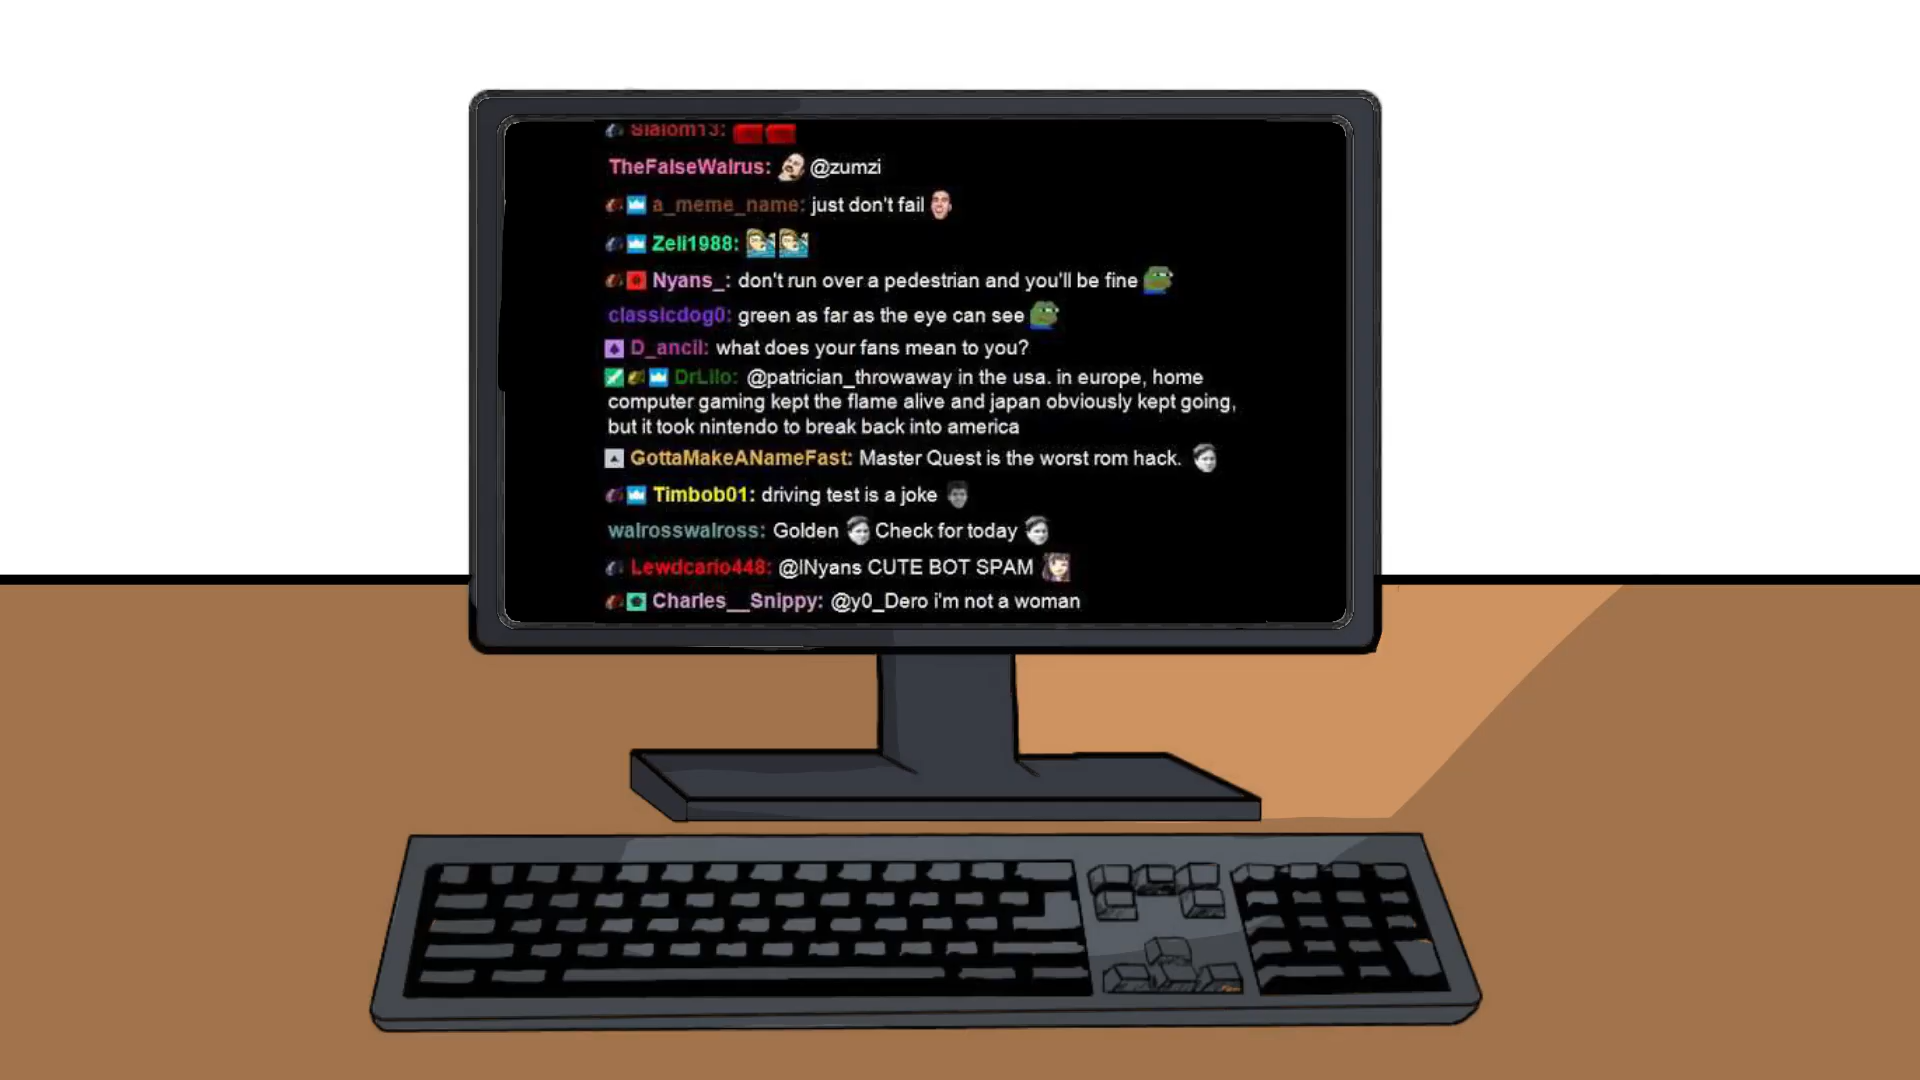 Slalom13:
TheFalseWalrus: @zumzi
a_meme_name: just don't fail
Zeli1988:
Nyans_: don't run over a pedestrian and you'll be fine
classicdog0: green as far as the eye can see
D_ancil: what does your fans mean to you?
DrLilo: @patrician_throwaway in the usa. in europe, home
computer gaming kept the flame alive and japan obviously kept going,
but it took nintendo to break back into america
GottaMakeANameFast: Master Quest is the worst rom hack.
Timbob01: driving test is a joke
walrosswalross: Golden Check for today
Lewdcario448: @INyans CUTE BOT SPAM
Charles__Snippy: @y0_Dero i'm not a woman